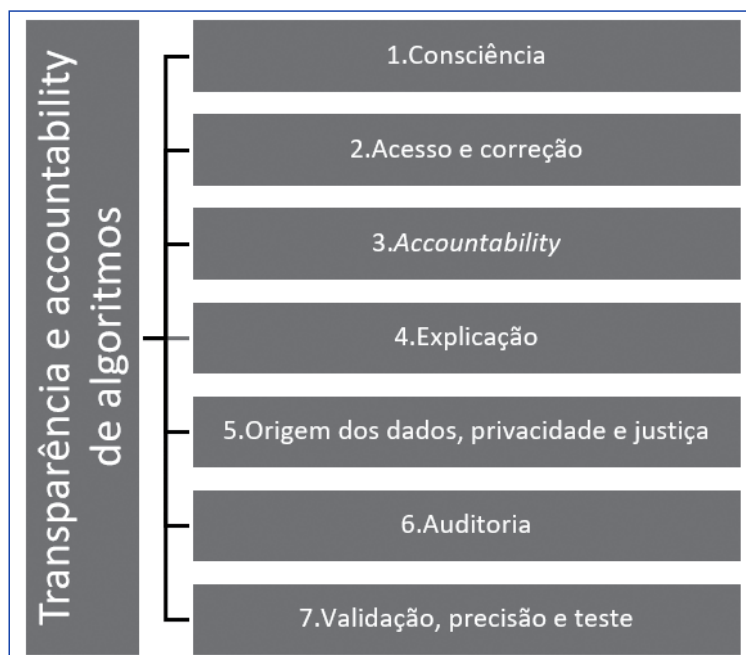 Transparência e accountability
de algoritmos
1.Consciência
2.Acesso e correção
3.Accountability
4.Explicação
5.Origem dos dados, privacidade e justiça
6.Auditoria
7.Validação, precisão e teste